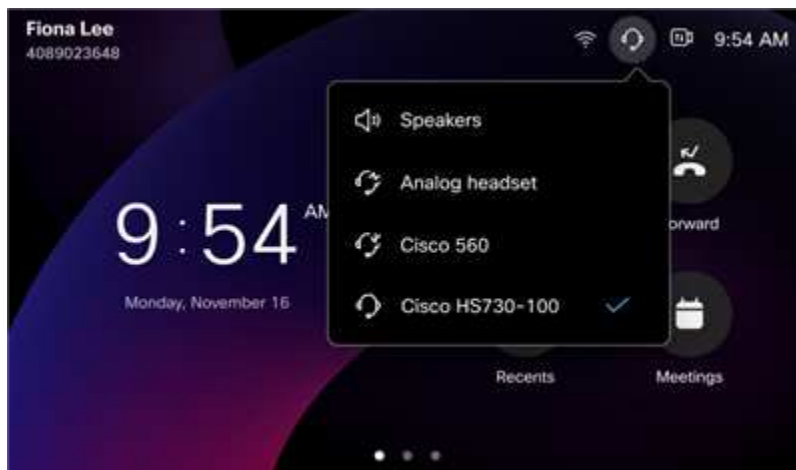 Fiona Lee
4089023648
9:54 AM
Speakers
Analog headset
Cisco 560
Cisco HS730-100
9:54 AM
Monday, November 16
orward
Recents
Meetings